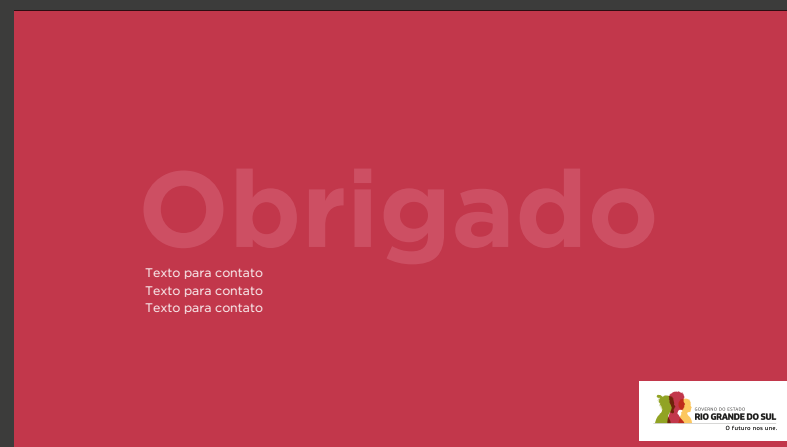 Obrigado
Texto para contato
Texto para contato
Texto para contato
GOVERNO DO ESTADO
RIO GRANDE DO SUL
O futuro nos une.